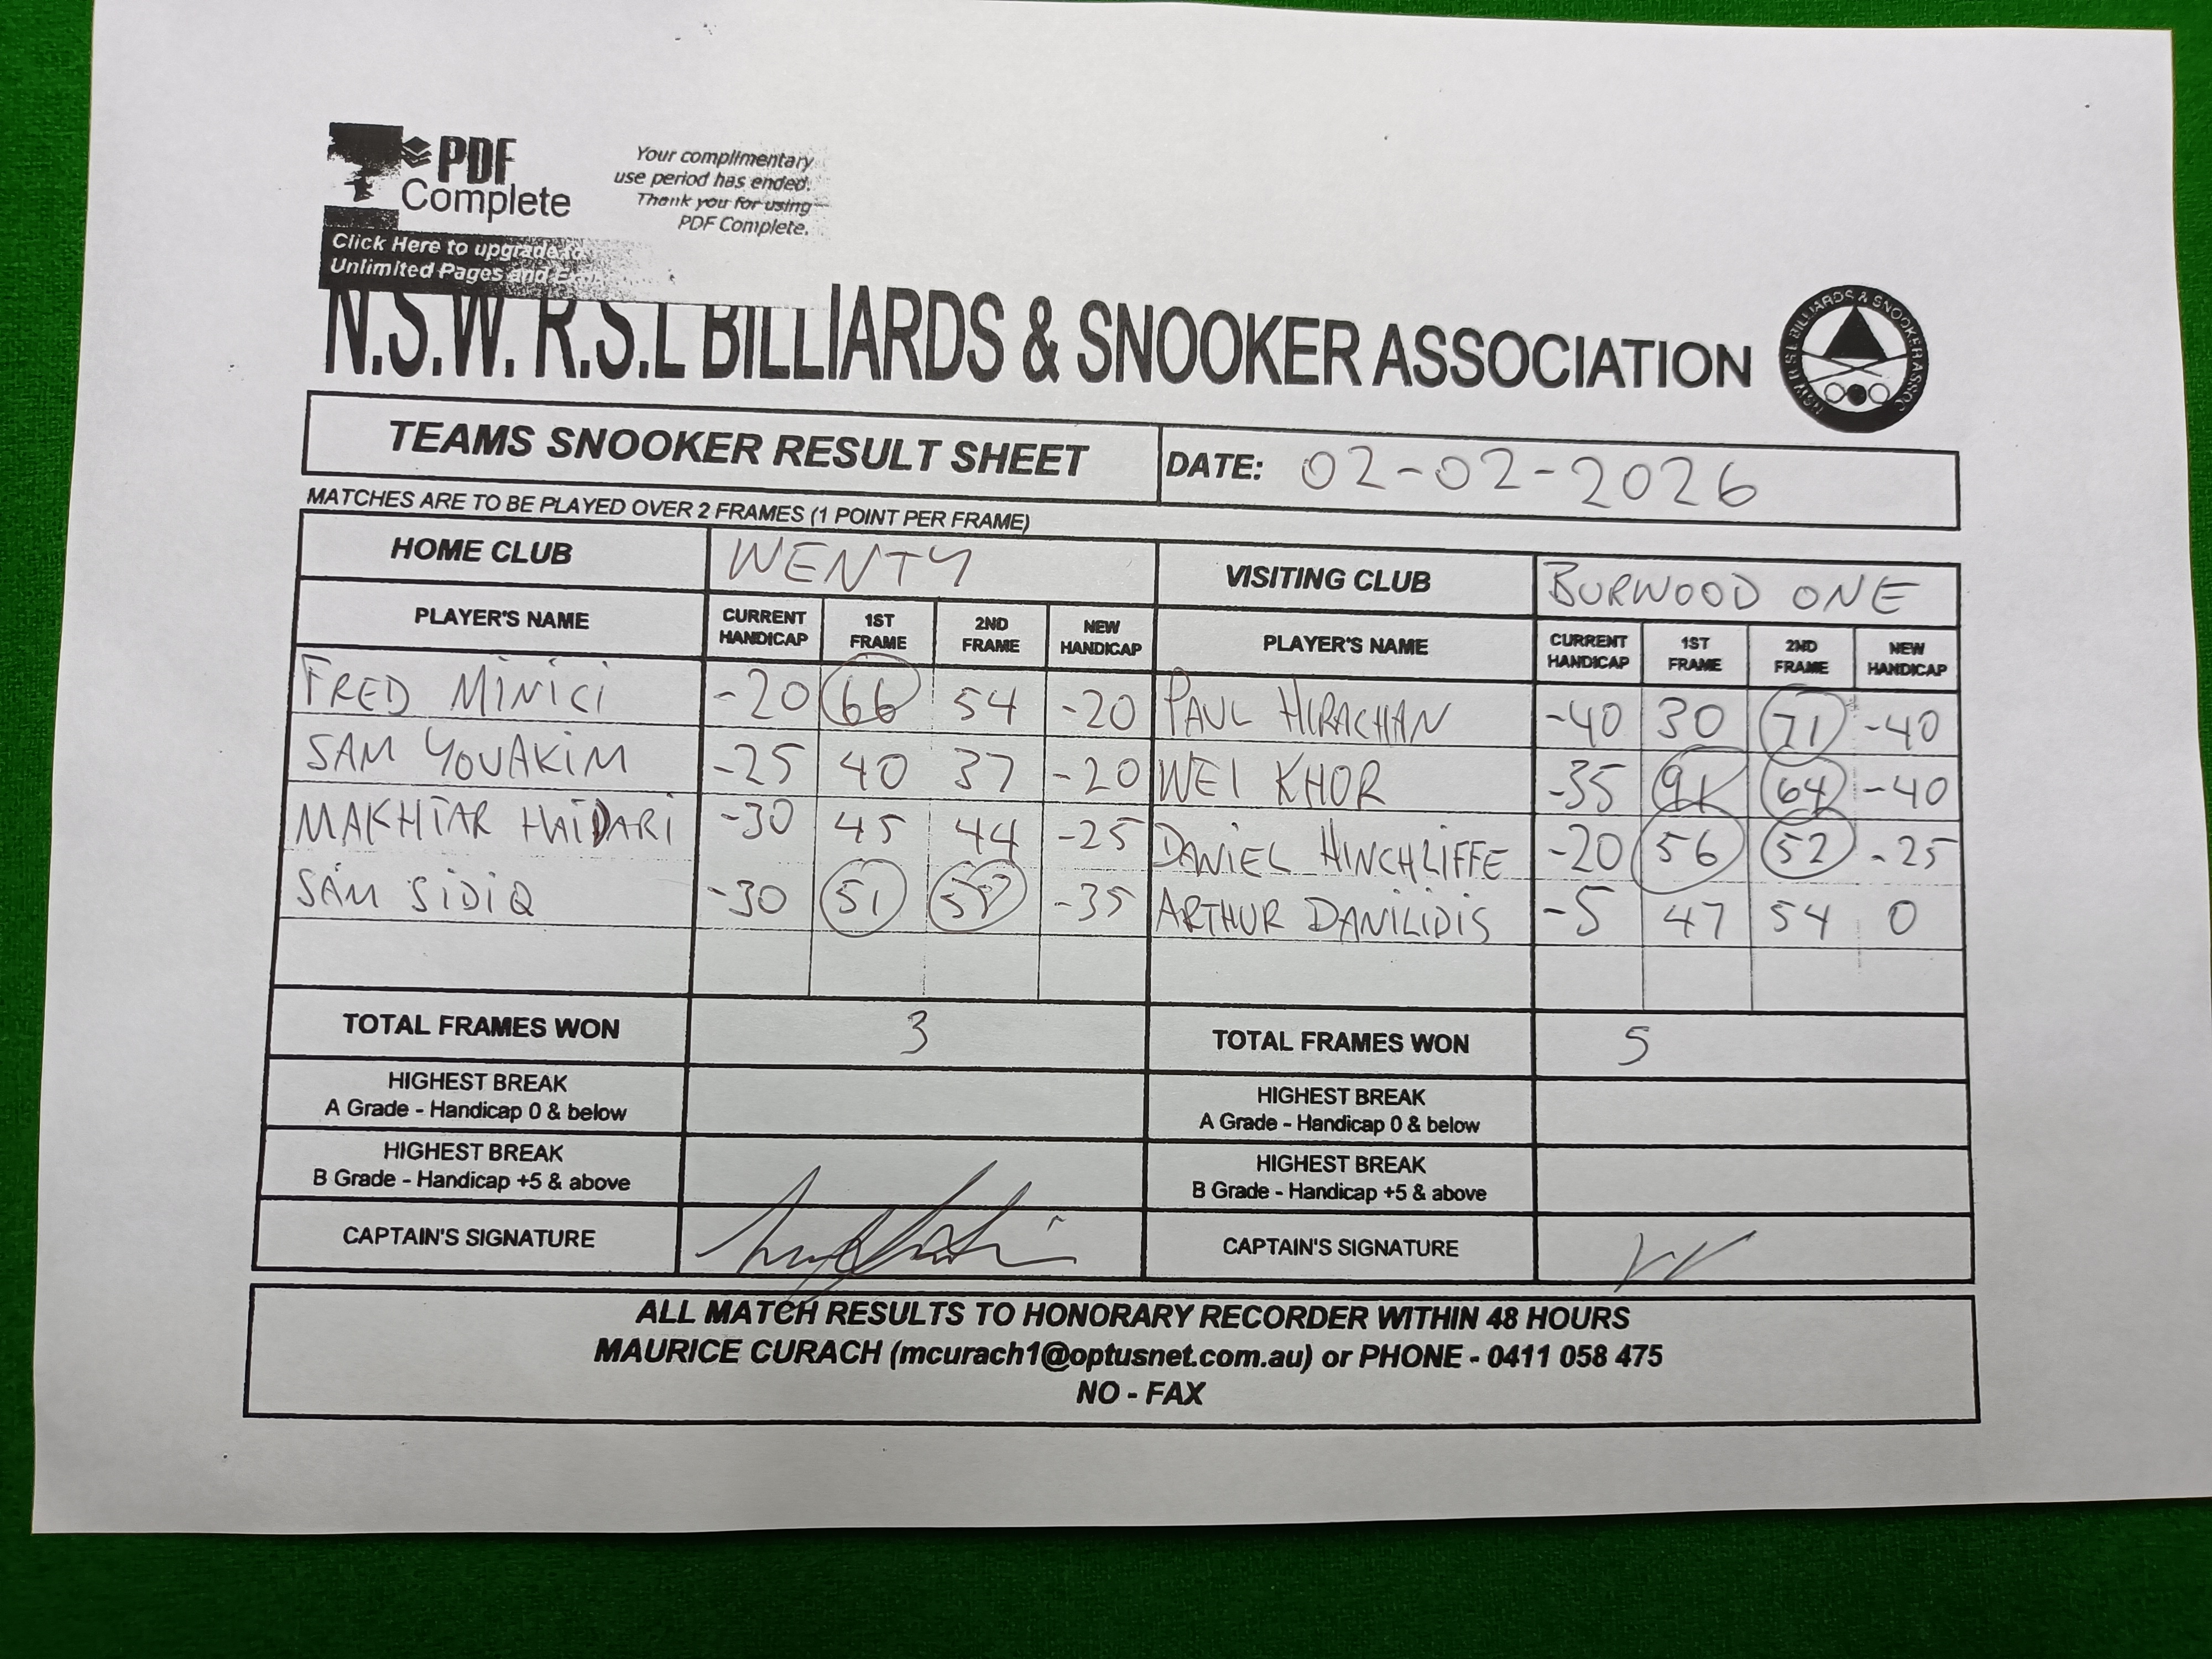 PDF
Complete
Your complimentary
use period has ended.
Thank you for using
PDF Complete.
Click Here to upgrade to
Unlimited Pages and
N.S.W. R.S.L BILLIARDS & SNOOKER ASSOCIATION
TEAMS SNOOKER RESULT SHEET DATE: 02-02-2026
MATCHES ARE TO BE PLAYED OVER 2 FRAMES (1 POINT PER FRAME)
HOME CLUB WENTY VISITING CLUB BURWOOD ONE
PLAYER'S NAME CURRENT HANDICAP 1ST FRAME 2ND FRAME NEW HANDICAP PLAYER'S NAME CURRENT HANDICAP 1ST FRAME 2ND FRAME NEW HANDICAP
FRED MINICI -20 66 54 -20 PAUL HIRACHAN -40 30 71 -40
SAM YOUAKIM -25 40 37 -20 WEI KHOR -35 91 64 -40
MAKHTAR HAIDARI -30 45 44 -25 DANIEL HINCHLIFFE -20 56 52 -25
SAM SIDIQ -30 51 -35 ARTHUR DANILIDIS -5 47 54 0
TOTAL FRAMES WON 3 TOTAL FRAMES WON 5
HIGHEST BREAK
A Grade - Handicap 0 & below
HIGHEST BREAK
A Grade - Handicap 0 & below
HIGHEST BREAK
B Grade - Handicap +5 & above
HIGHEST BREAK
B Grade - Handicap +5 & above
CAPTAIN'S SIGNATURE CAPTAIN'S SIGNATURE
ALL MATCH RESULTS TO HONORARY RECORDER WITHIN 48 HOURS
MAURICE CURACH (mcurach1@optusnet.com.au) or PHONE - 0411 058 475
NO - FAX